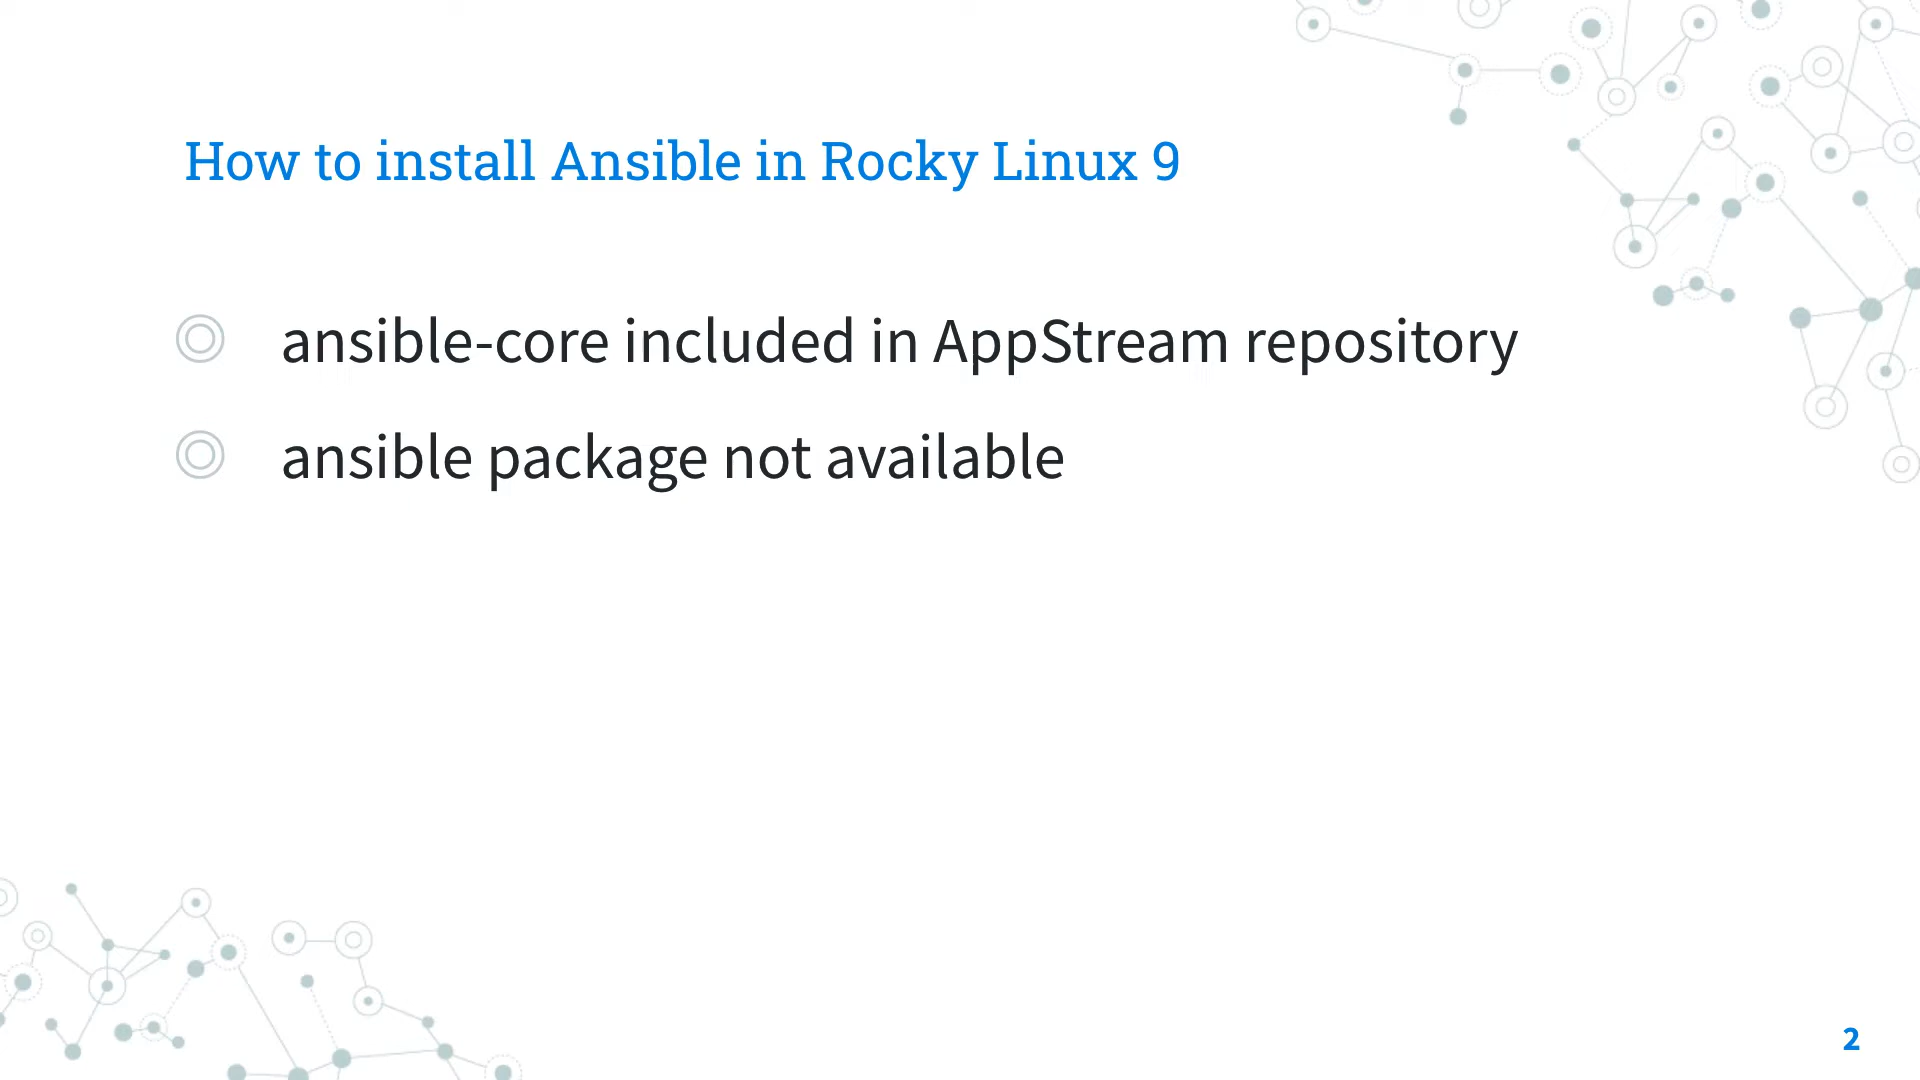 How to install Ansible in Rocky Linux 9
ansible-core included in AppStream repository
ansible package not available
2